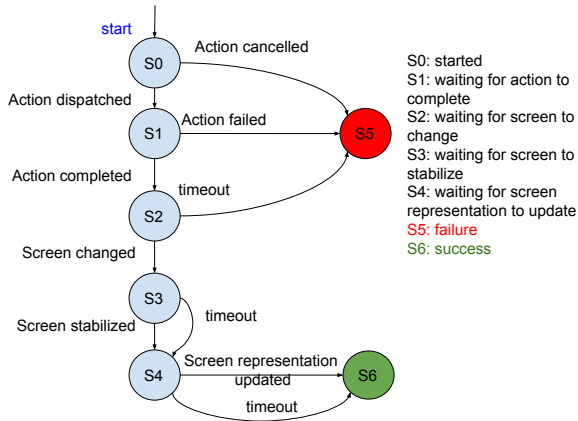 start
Action cancelled
S0
Action dispatched
S1
Action failed
S5
Action completed
timeout
S2
Screen changed
S3
timeout
Screen stabilized
S4
Screen representation
updated
S6
timeout
S0: started
S1: waiting for action to
complete
S2: waiting for screen to
change
S3: waiting for screen to
stabilize
S4: waiting for screen
representation to update
S5: failure
S6: success